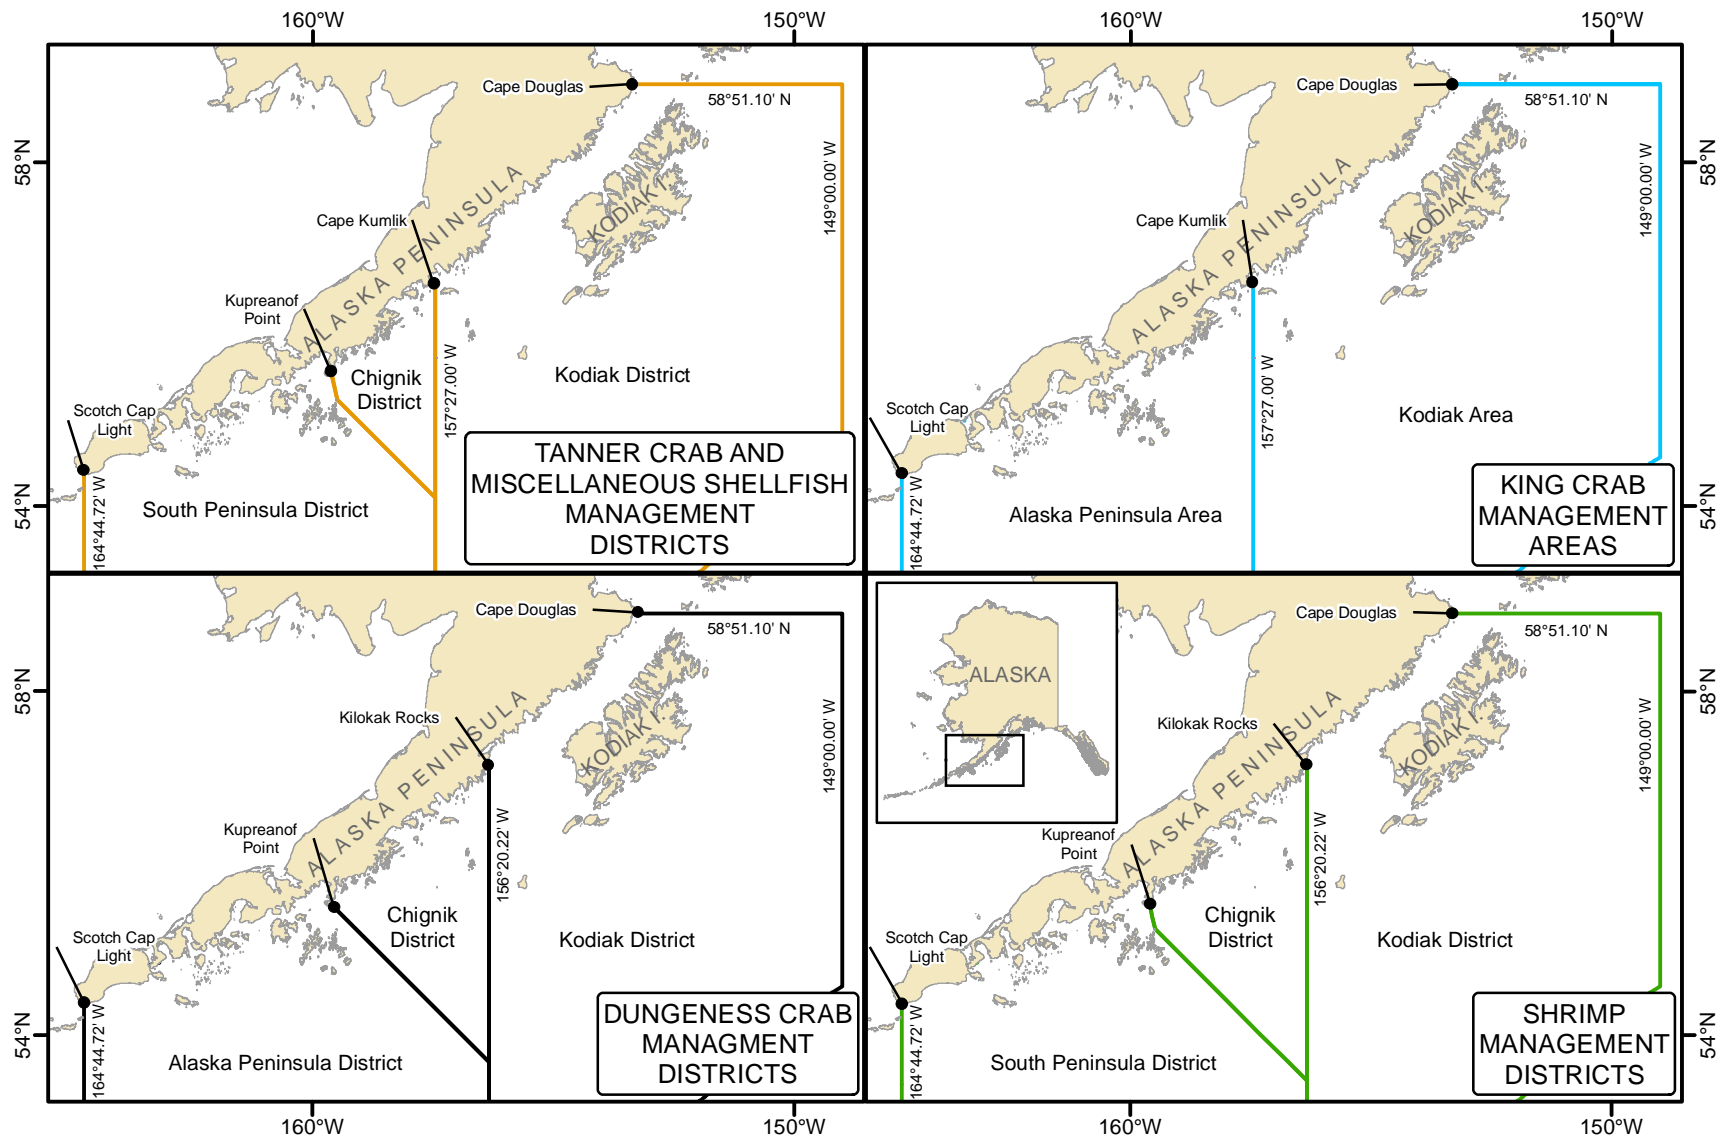 160°W
150°W
160°W
150°W
58°N
54°N
Cape Douglas
58°51.10' N
149°00.00' W
ALASKA PENINSULA
KODIAK I.
Cape Kumlik
Kupreanof
Point
Chignik
District
157°27.00' W
Kodiak District
Scotch Cap
Light
164°44.72' W
South Peninsula District
TANNER CRAB AND
MISCELLANEOUS SHELLFISH
MANAGEMENT
DISTRICTS
Cape Douglas
58°51.10' N
149°00.00' W
58°N
54°N
ALASKA PENINSULA
KODIAK I.
Cape Kumlik
157°27.00' W
Kodiak Area
Scotch Cap
Light
164°44.72' W
Alaska Peninsula Area
KING CRAB
MANAGEMENT
AREAS
58°N
54°N
Cape Douglas
58°51.10' N
149°00.00' W
ALASKA PENINSULA
KODIAK I.
Kilokak Rocks
Kupreanof
Point
156°20.22' W
Chignik
District
Kodiak District
Scotch Cap
Light
164°44.72' W
Alaska Peninsula District
DUNGENESS CRAB
MANAGMENT
DISTRICTS
ALASKA
Cape Douglas
58°51.10' N
149°00.00' W
58°N
54°N
ALASKA PENINSULA
KODIAK I.
Kilokak Rocks
Kupreanof
Point
156°20.22' W
Chignik
District
Kodiak District
Scotch Cap
Light
164°44.72' W
South Peninsula District
SHRIMP
MANAGEMENT
DISTRICTS
160°W
150°W
160°W
150°W